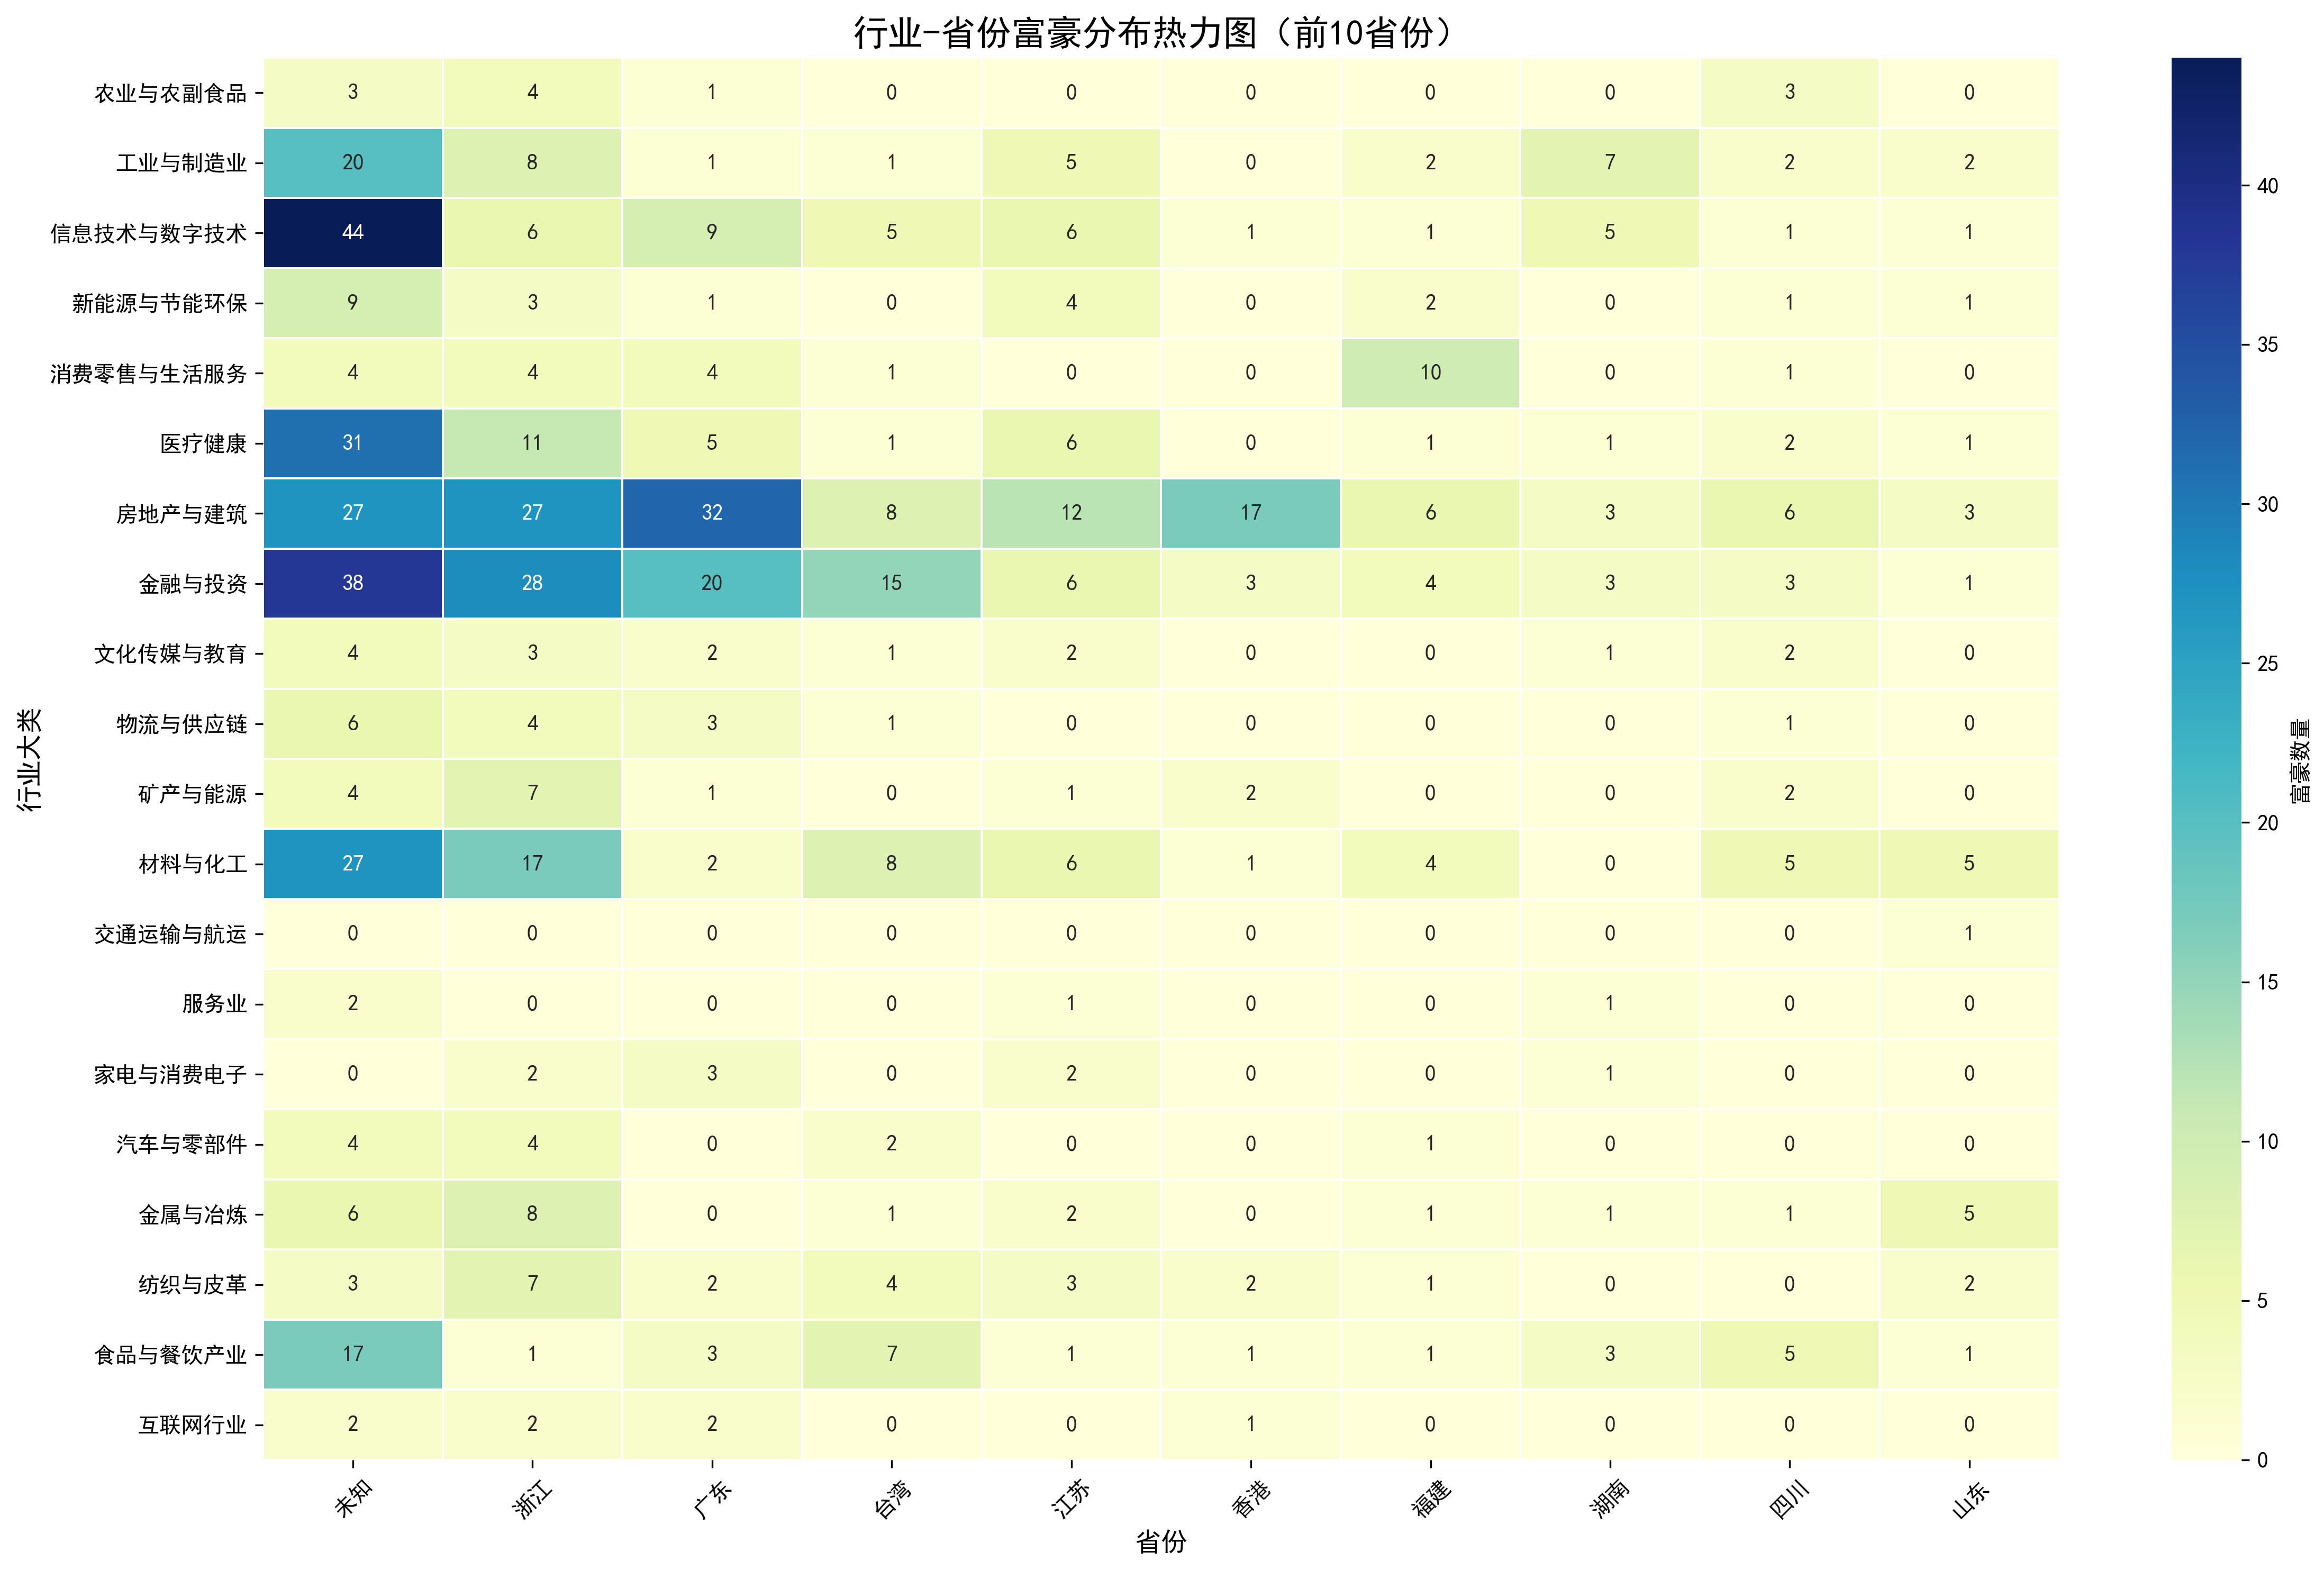 行业-省份富豪分布热力图（前10省份）
农业与农副食品 3 4 1 0 0 0 0 0 3 0
工业与制造业 20 8 1 1 5 0 2 7 2 2
信息技术与数字技术 44 6 9 5 6 1 1 5 1 1
新能源与节能环保 9 3 1 0 4 0 2 0 1 1
消费零售与生活服务 4 4 4 1 0 0 10 0 1 0
医疗健康 31 11 5 1 6 0 1 1 2 1
房地产与建筑 27 27 32 8 12 17 6 3 6 3
金融与投资 38 28 20 15 6 3 4 3 3 1
文化传媒与教育 4 3 2 1 2 0 0 1 2 0
物流与供应链 6 4 3 1 0 0 0 0 1 0
矿产与能源 4 7 1 0 1 2 0 0 2 0
材料与化工 27 17 2 8 6 1 4 0 5 5
交通运输与航运 0 0 0 0 0 0 0 0 0 1
服务业 2 0 0 0 1 0 0 1 0 0
家电与消费电子 0 2 3 0 2 0 0 1 0 0
汽车与零部件 4 4 0 2 0 0 1 0 0 0
金属与冶炼 6 8 0 1 2 0 1 1 1 5
纺织与皮革 3 7 2 4 3 2 1 0 0 2
食品与餐饮产业 17 1 3 7 1 1 1 3 5 1
互联网行业 2 2 2 0 0 1 0 0 0 0
未知 浙江 广东 台湾 江苏 香港 福建 湖南 四川 山东
省份
行业大类
40
35
30
25
20
15
10
5
0
富豪数量